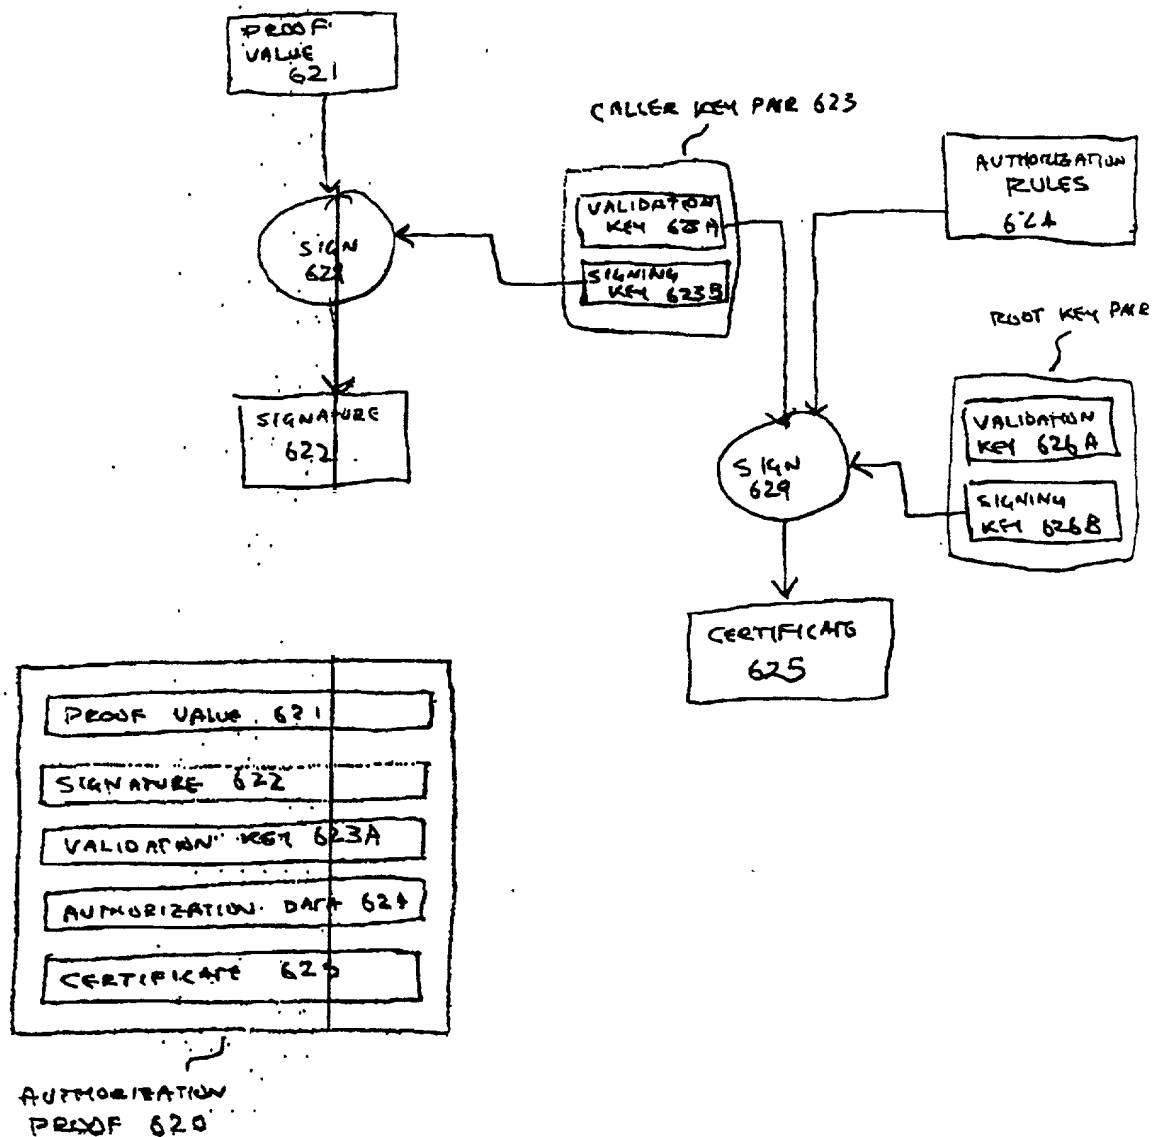 PROOF
VALUE
621
CALLER KEY PAIR 623
AUTHORIZATION
RULES
624
VALIDATION
KEY 623A
SIGNING
KEY 623B
SIGN
ROOT KEY PAIR
SIGNATURE
622
VALIDATION
KEY 626A
SIGNING
KEY 626B
SIGN
629
CERTIFICATE
625
PROOF VALUE 621
SIGNATURE 622
VALIDATION KEY 623A
AUTHORIZATION DATA 624
CERTIFICATE 625
AUTHORIZATION
PROOF 620